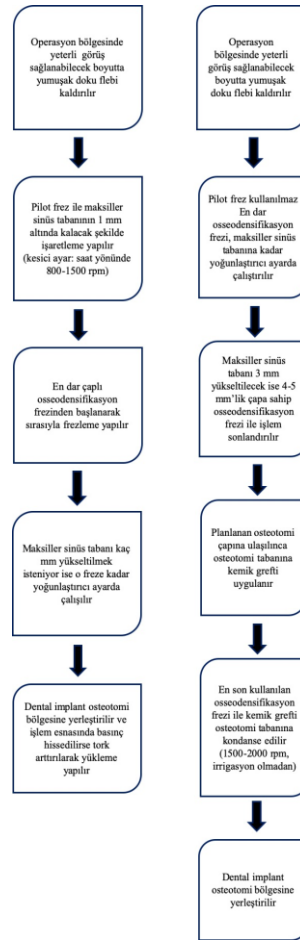 Operasyon bölgesinde
yeterli görüş
sağlanabilecek boyutta
yumuşak doku flebi
kaldırılır
Pilot frez ile maksiller
sinüs tabanının 1 mm
altında kalacak şekilde
işaretleme yapılır
(kesici ayar: saat yönünde
800-1500 rpm)
En dar çaplı
osseodensifikasyon
frezinden başlanarak
sırasıyla frezleme yapılır
Maksiller sinüs tabanı kaç
mm yükseltilmek
isteniyor ise o freze kadar
yoğunlaştırıcı ayarda
çalışılır
Dental implant osteotomi
bölgesine yerleştirilir ve
işlem esnasında basınç
hissedilirse tork
arttırılarak yükleme
yapılır
Operasyon
bölgesinde yeterli
görüş sağlanabilecek
boyutta yumuşak
doku flebi kaldırılır
Pilot frez kullanılmaz
En dar
osseodensifikasyon
frezi, maksiller sinüs
tabanına kadar
yoğunlaştırıcı ayarda
çalıştırılır
Maksiller sinüs
tabanı 3 mm
yükseltilecek ise 4-5
mm'lik çapa sahip
osseodensifikasyon
frezi ile işlem
sonlandırılır
Planlanan osteotomi
çapına ulaşılınca
osteotomi tabanına
kemik grefti
uygulanır
En son kullanılan
osseodensifikasyon
frezi ile kemik grefti
osteotomi tabanına
kondanse edilir
(1500-2000 rpm,
irrigasyon olmadan)
Dental implant
osteotomi bölgesine
yerleştirilir